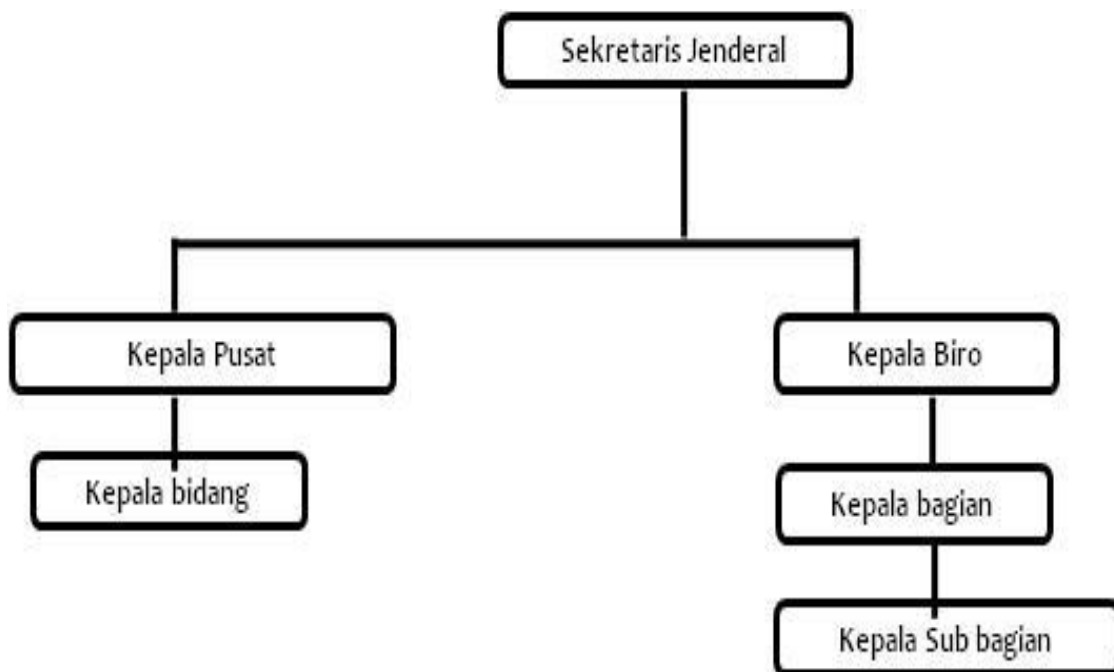 Sekretaris Jenderal
Kepala Pusat
Kepala Biro
Kepala bidang
Kepala bagian
Kepala Sub bagian